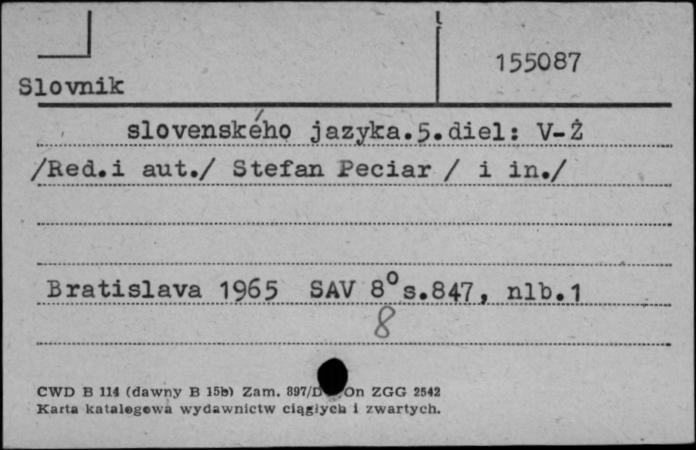 155087
Slovnik
slovenského jazyka.5.diel: V-Ż
/Red.i aut./ Stefan Peciar / i in./
Bratislava 1965 SAV 8° s.847, nlb.1
8
CWD B 114 (dawny B 15b) Zam. 897/D On ZGG 2542
Karta katalogowa wydawnictw ciągłych i zwartych.